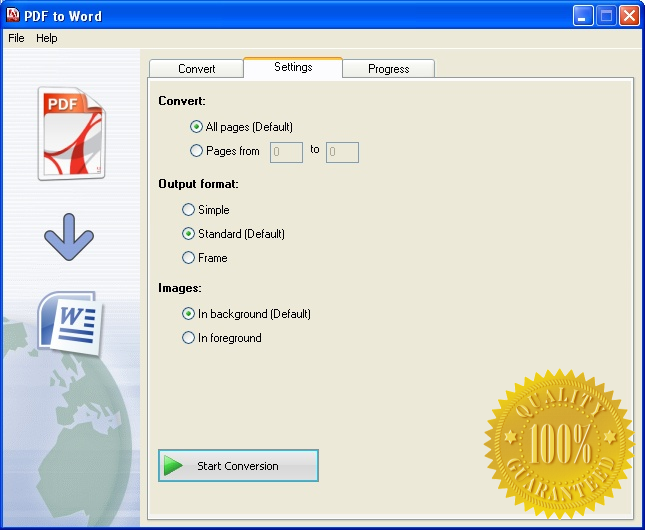 PDF to Word
File Help
Convert Settings Progress
Convert:
All pages (Default)
Pages from 0 to 0
Output format:
Simple
Standard (Default)
Frame
Images:
In background (Default)
In foreground
Start Conversion
PDF
W
QUALITY
100%
GUARANTEED